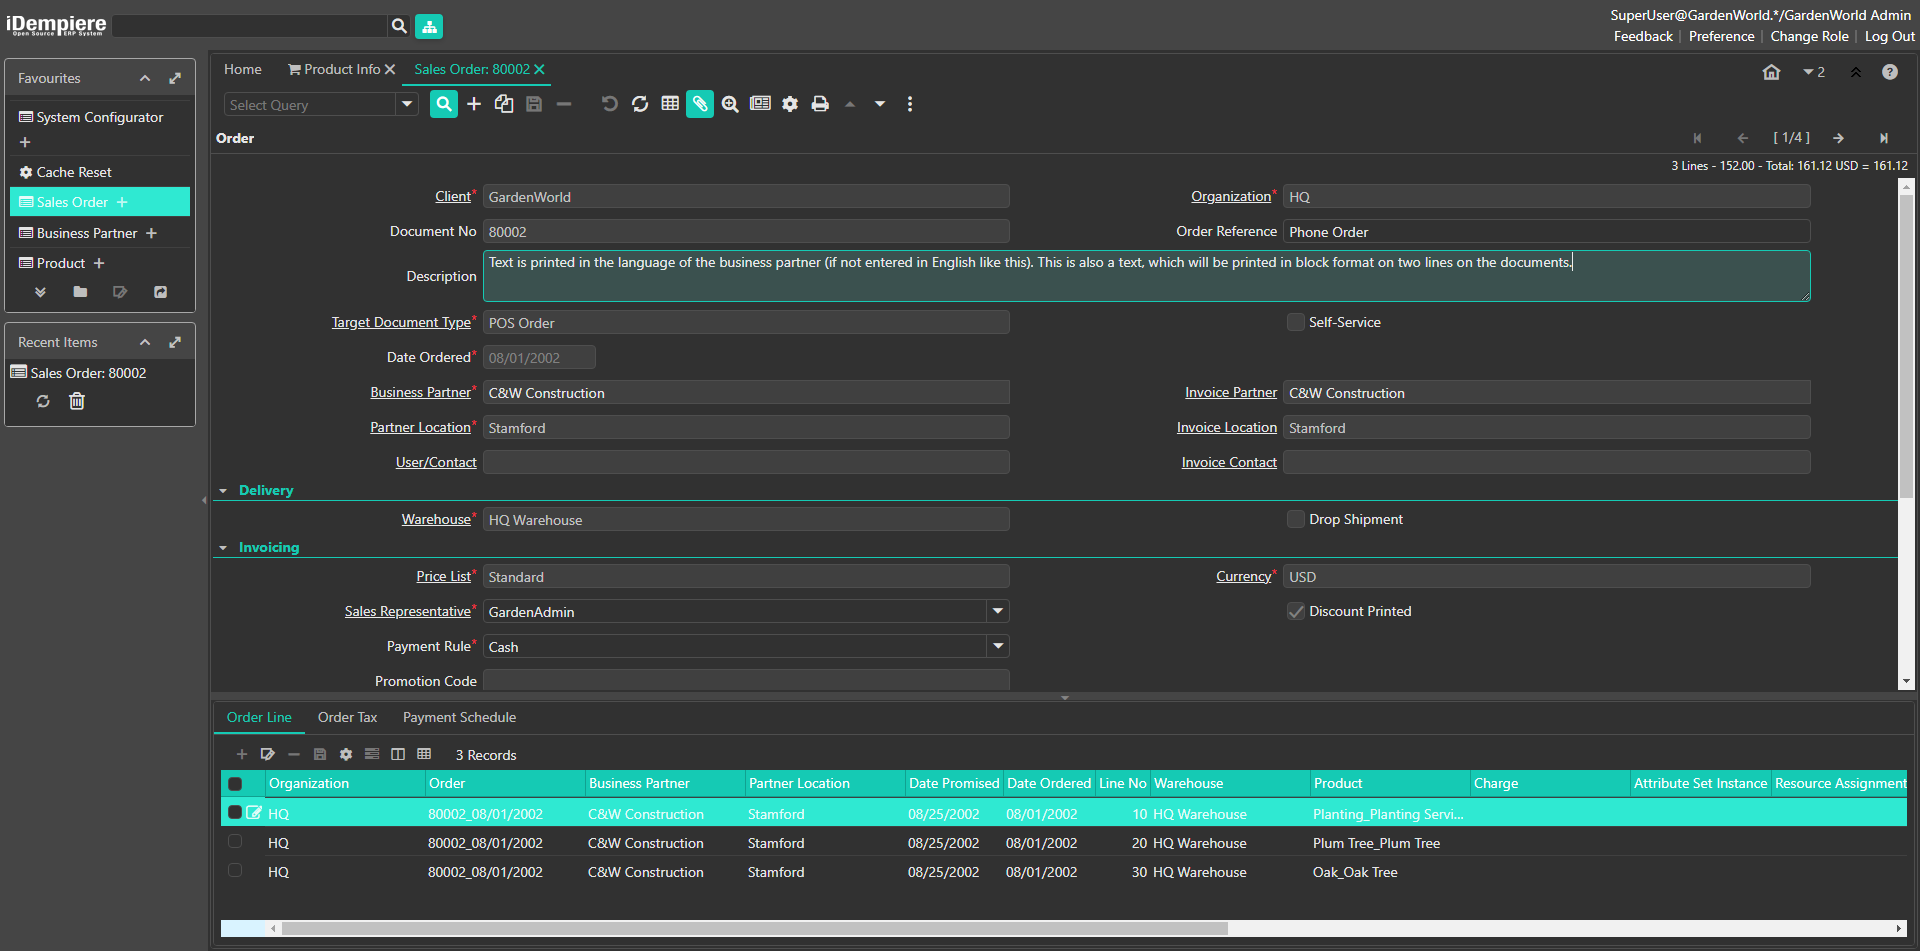 iDempiere
Open Source ERP System
SuperUser@GardenWorld.*/GardenWorld Admin
Feedback | Preference | Change Role | Log Out
Favourites
System Configurator
Cache Reset
Sales Order
Business Partner
Product
Recent Items
Sales Order: 80002
Home Product Info Sales Order: 80002
2
Select Query
Order
[ 1/4 ]
3 Lines - 152.00 - Total: 161.12 USD = 161.12
Client* GardenWorld Organization* HQ
Document No 80002 Order Reference Phone Order
Description Text is printed in the language of the business partner (if not entered in English like this). This is also a text, which will be printed in block format on two lines on the documents.
Target Document Type* POS Order Self-Service
Date Ordered* 08/01/2002
Business Partner* C&W Construction Invoice Partner C&W Construction
Partner Location* Stamford Invoice Location Stamford
User/Contact Invoice Contact
Delivery
Warehouse* HQ Warehouse Drop Shipment
Invoicing
Price List* Standard Currency* USD
Sales Representative* GardenAdmin Discount Printed
Payment Rule* Cash
Promotion Code
Order Line Order Tax Payment Schedule
3 Records
Organization Order Business Partner Partner Location Date Promised Date Ordered Line No Warehouse Product Charge Attribute Set Instance Resource Assignment
HQ 80002_08/01/2002 C&W Construction Stamford 08/25/2002 08/01/2002 10 HQ Warehouse Planting_Planting Servi...
HQ 80002_08/01/2002 C&W Construction Stamford 08/25/2002 08/01/2002 20 HQ Warehouse Plum Tree_Plum Tree
HQ 80002_08/01/2002 C&W Construction Stamford 08/25/2002 08/01/2002 30 HQ Warehouse Oak_Oak Tree